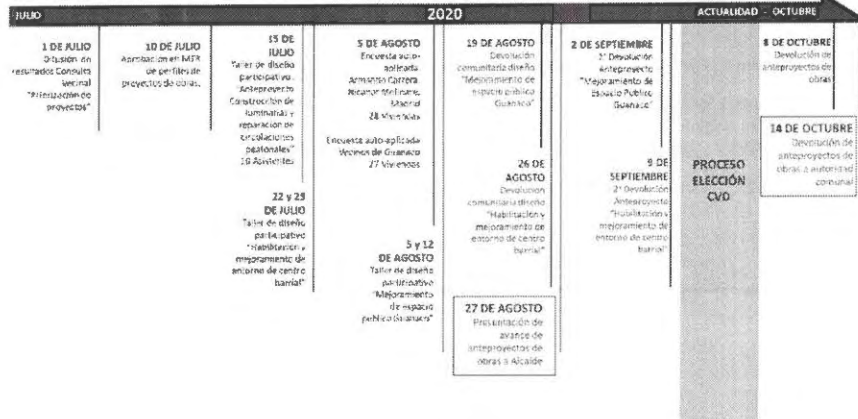 JULIO
2020
ACTUALIDAD - OCTUBRE
1 DE JULIO
Difusión de
resultados Consulta
Vecinal
"Priorización de
proyectos"
10 DE JULIO
Aprobación en MTR
de perfiles de
proyectos de obras.
15 DE
JULIO
Taller de diseño
participativo.
"Anteproyecto
Construcción de
luminarias y
reparación de
circulaciones
peatonales"
16 Asistentes
22 y 29
DE JULIO
Taller de diseño
participativo
"Habilitación y
mejoramiento de
entorno de centro
barrial"
5 DE AGOSTO
Encuesta auto-
aplicada.
Armando Carrera,
Nicanor Molinare,
Madrid
28 Viviendas
Encuesta auto-aplicada
Vecinos de Guanaco
27 Viviendas
5 y 12
DE AGOSTO
Taller de diseño
participativo
"Mejoramiento
de espacio
público Guanaco"
19 DE AGOSTO
Devolución
comunitaria diseño
"Mejoramiento de
espacio público
Guanaco"
26 DE
AGOSTO
Devolución
comunitaria diseño
"Habilitación y
mejoramiento de
entorno de centro
barrial"
27 DE AGOSTO
Presentación de
avance de
anteproyectos de
obras a Alcalde
2 DE SEPTIEMBRE
2° Devolución
Anteproyecto
"Mejoramiento de
Espacio Público
Guanaco"
9 DE
SEPTIEMBRE
2° Devolución
Anteproyecto
"Habilitación y
mejoramiento de
entorno de centro
barrial"
PROCESO
ELECCIÓN
CVD
8 DE OCTUBRE
Devolución de
anteproyectos de
obras
14 DE OCTUBRE
Devolución de
anteproyectos de
obras a autoridad
comunal